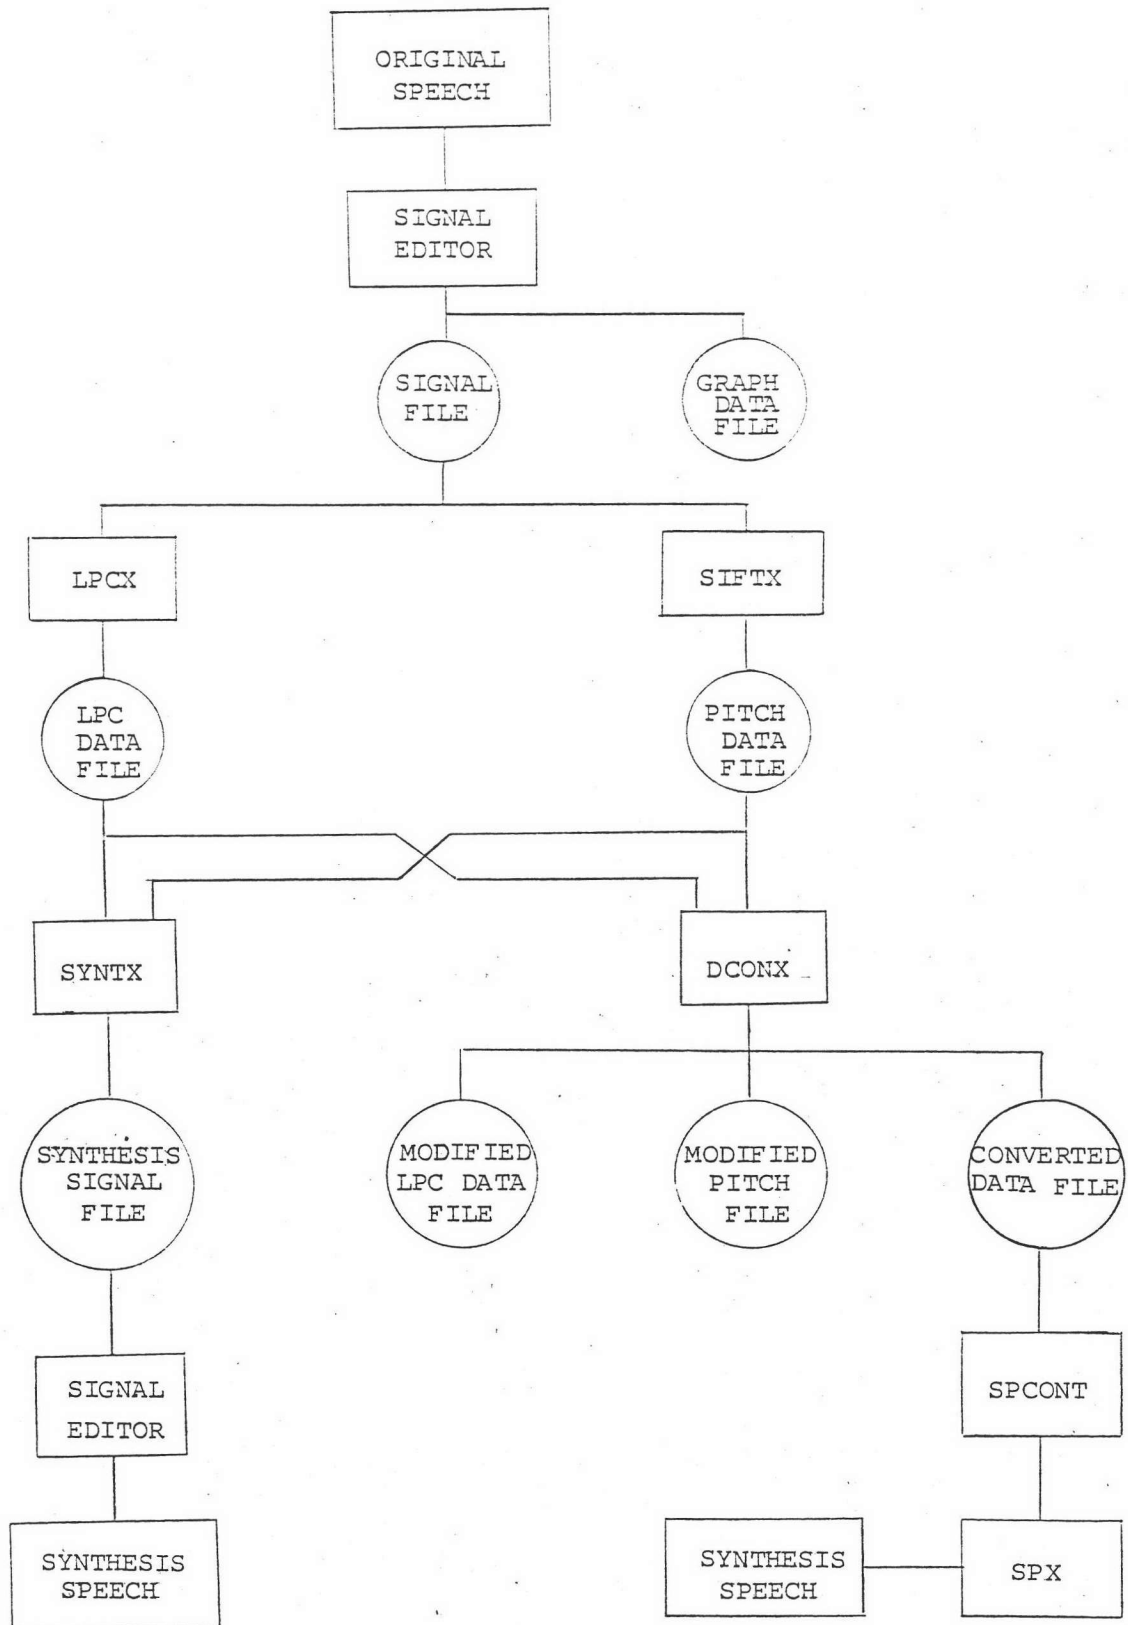 ORIGINAL
SPEECH
SIGNAL
EDITOR
SIGNAL
FILE
GRAPH
DATA
FILE
LPCX
SIFTX
LPC
DATA
FILE
PITCH
DATA
FILE
SYNTX
DCONX
SYNTHESIS
SIGNAL
FILE
MODIFIED
LPC DATA
FILE
MODIFIED
PITCH
FILE
CONVERTED
DATA FILE
SIGNAL
EDITOR
SPCONT
SYNTHESIS
SPEECH
SYNTHESIS
SPEECH
SPX